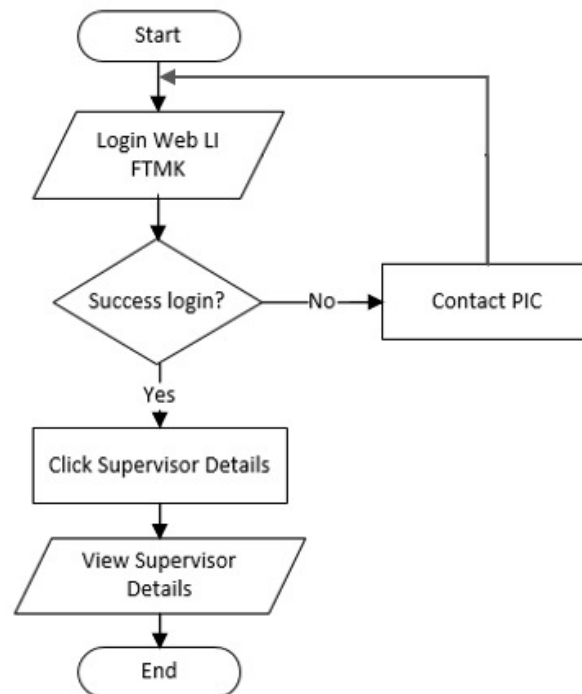 Start
Login Web LI
FTMK
Success login?
No
Contact PIC
Yes
Click Supervisor Details
View Supervisor
Details
End